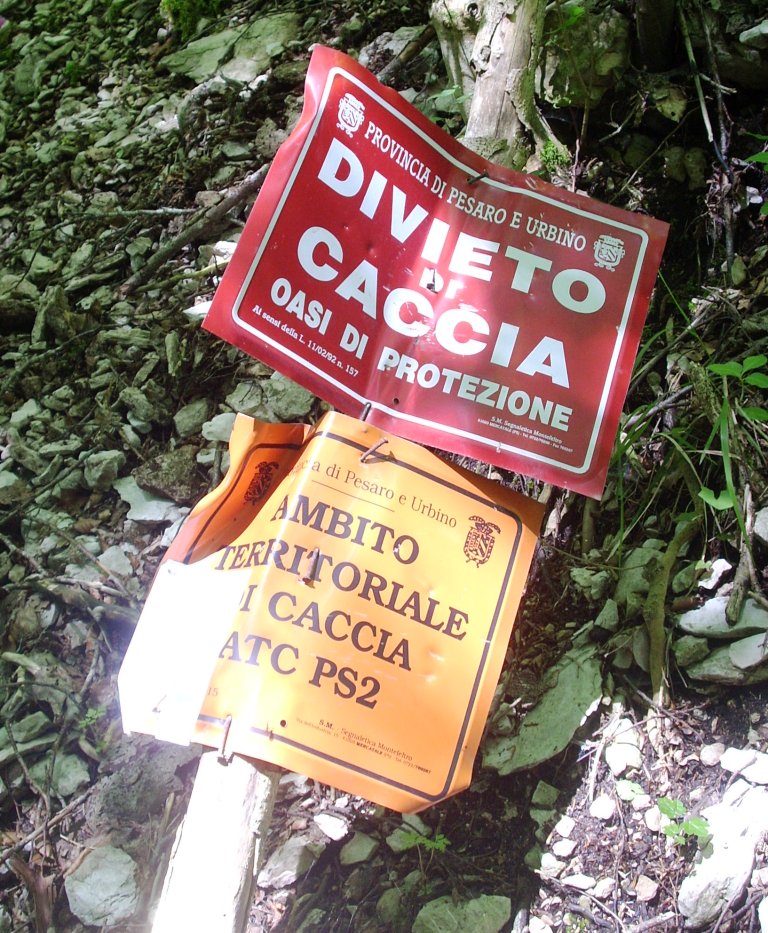 PROVINCIA DI PESARO E URBINO
DIVIETO
DI
CACCIA
OASI DI PROTEZIONE
Ai sensi della L. 11/02/92 n. 157
S.M. Segnaletica Montefeltro
di Pesaro e Urbino
AMBITO
TERRITORIALE
DI CACCIA
ATC PS2
15
S.M. Segnaletica Montefeltro